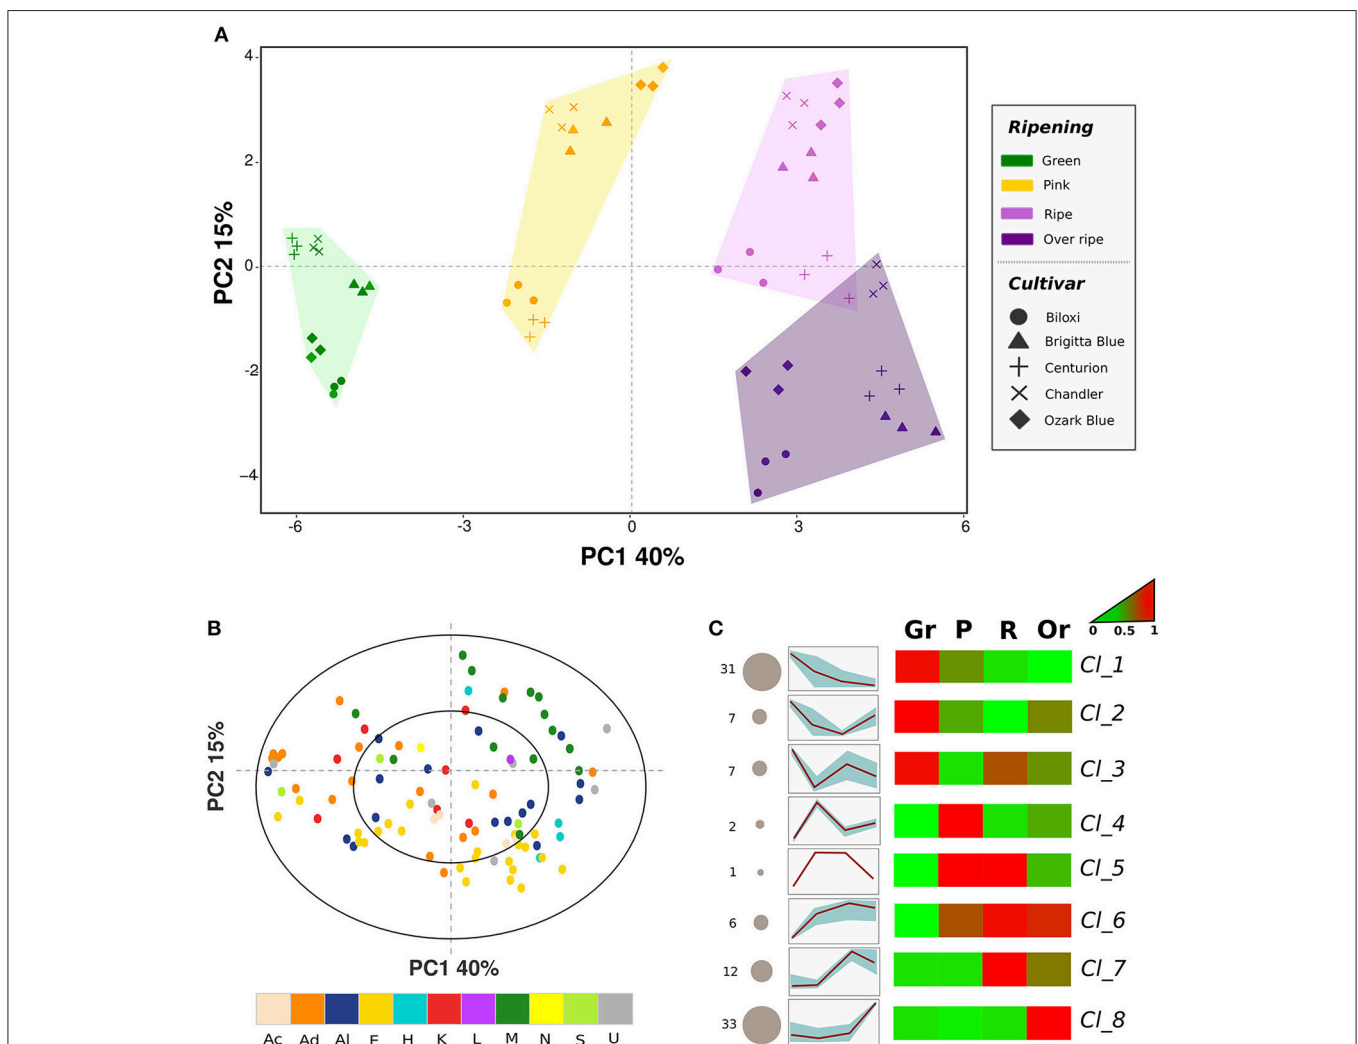 A
4
2
0
-2
-4
PC2 15%
-6 -3 0 3 6
PC1 40%
Ripening
Green
Pink
Ripe
Over ripe
Cultivar
Biloxi
Brigitta Blue
Centurion
Chandler
Ozark Blue
B
PC2 15%
PC1 40%
Ac Ad Al E H K L M N S U
C
Gr P R Or
0 0.5 1
31 Cl_1
7 Cl_2
7 Cl_3
2 Cl_4
1 Cl_5
6 Cl_6
12 Cl_7
33 Cl_8